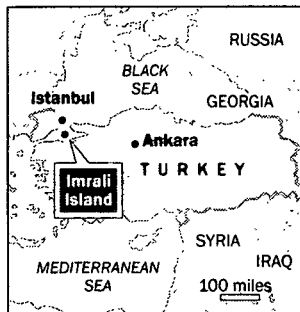 RUSSIA
BLACK
SEA
Istanbul
GEORGIA
Ankara
TURKEY
Imrali
Island
SYRIA
IRAQ
MEDITERRANEAN
SEA
100 miles